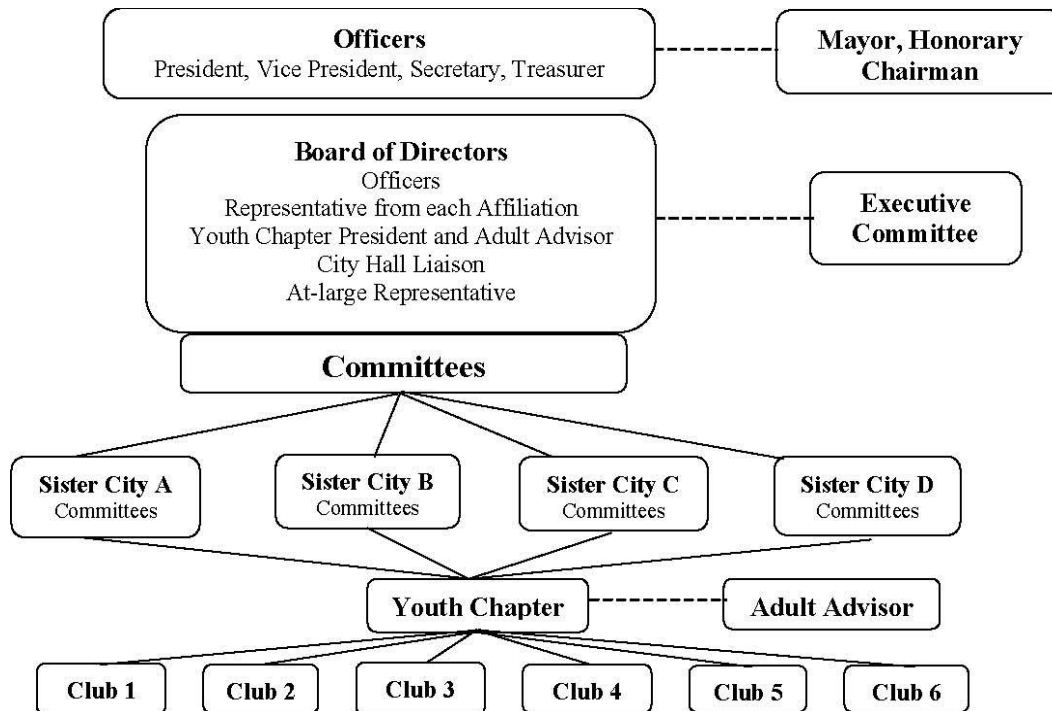 Officers
President, Vice President, Secretary, Treasurer
Mayor, Honorary
Chairman
Board of Directors
Officers
Representative from each Affiliation
Youth Chapter President and Adult Advisor
City Hall Liaison
At-large Representative
Executive
Committee
Committees
Sister City A
Committees
Sister City B
Committees
Sister City C
Committees
Sister City D
Committees
Youth Chapter
Adult Advisor
Club 1
Club 2
Club 3
Club 4
Club 5
Club 6